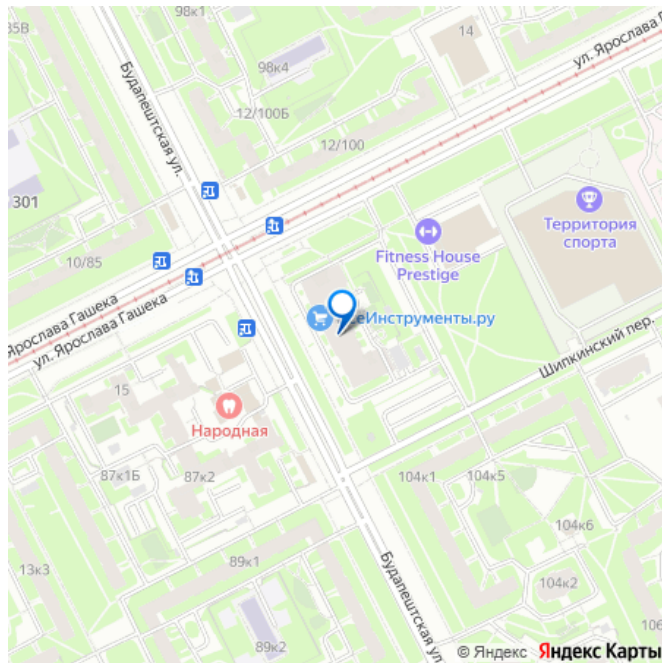 35В
98к1
14
ул. Ярослава
98к4
Будапештская ул.
12/100Б
12/100
301
Территория
спорта
10/85
Fitness House
Prestige
Ярослава Гашека
ул. Ярослава Гашека
еИнструменты.ру
Шипкинский пер.
15
Народная
87к1Б
87к2
104к1
104к5
104к6
89к1
13к3
Будапештская ул
104к2
106
89к2
© Яндекс Яндекс Карты